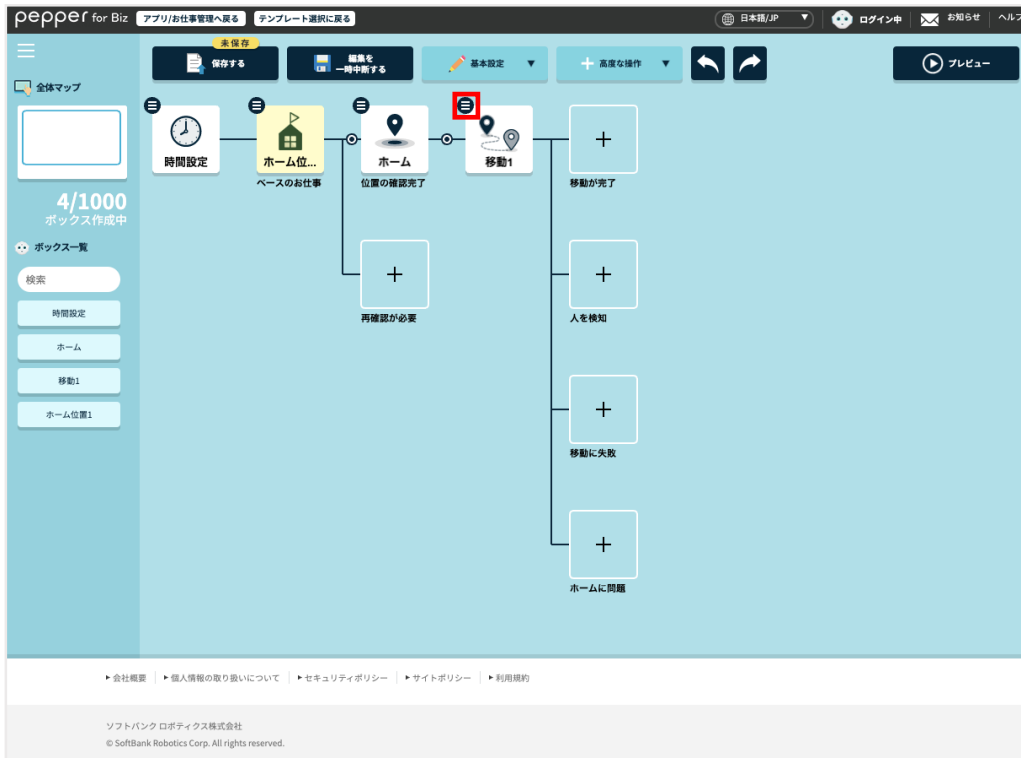 pepper for Biz
アプリ/お仕事管理へ戻る
テンプレート選択に戻る
日本語/JP
ログイン中
お知らせ
ヘルプ
全体マップ
4/1000
ボックス作成中
ボックス一覧
検索
時間設定
ホーム
移動1
ホーム位置1
未保存
保存する
編集を
一時中断する
基本設定
高度な操作
プレビュー
時間設定
ホーム位...
ベースのお仕事
ホーム
位置の確認完了
移動1
移動が完了
再確認が必要
人を検知
移動に失敗
ホームに問題
会社概要
個人情報の取り扱いについて
セキュリティポリシー
サイトポリシー
利用規約
ソフトバンク ロボティクス株式会社
© SoftBank Robotics Corp. All rights reserved.